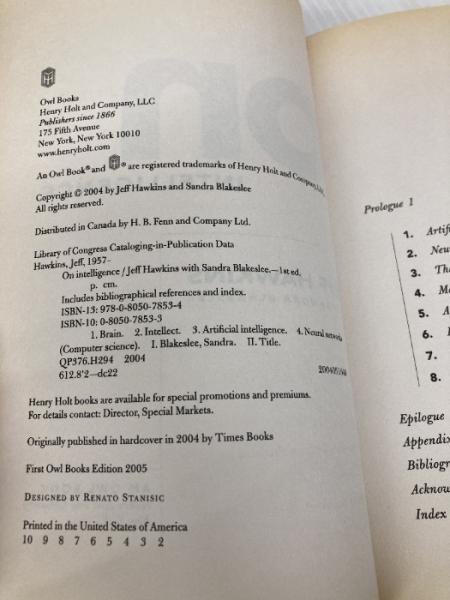 Owl Books
Henry Holt and Company, LLC
Publishers since 1866
175 Fifth Avenue
New York, New York 10010
www.henryholt.com
An Owl Book® and ® are registered trademarks of Henry Holt and Company, LLC.
Copyright © 2004 by Jeff Hawkins and Sandra Blakeslee
All rights reserved.
Distributed in Canada by H. B. Fenn and Company Ltd.
Library of Congress Cataloging-in-Publication Data
Hawkins, Jeff, 1957–
On intelligence / Jeff Hawkins with Sandra Blakeslee.—1st ed.
p. cm.
Includes bibliographical references and index.
ISBN-13: 978-0-8050-7853-4
ISBN-10: 0-8050-7853-3
1. Brain. 2. Intellect. 3. Artificial intelligence. 4. Neural networks
(Computer science). I. Blakeslee, Sandra. II. Title.
QP376.H294 2004
612.8'2—dc22
Henry Holt books are available for special promotions and premiums.
For details contact: Director, Special Markets.
Originally published in hardcover in 2004 by Times Books
First Owl Books Edition 2005
DESIGNED BY RENATO STANISIC
Printed in the United States of America
10 9 8 7 6 5 4 3 2
Prologue 1
1. Artifi
2. Neu
3. Th
4. M
5. A
6.
7.
8.
Epilogue
Appendix
Bibliogr
Acknow
Index